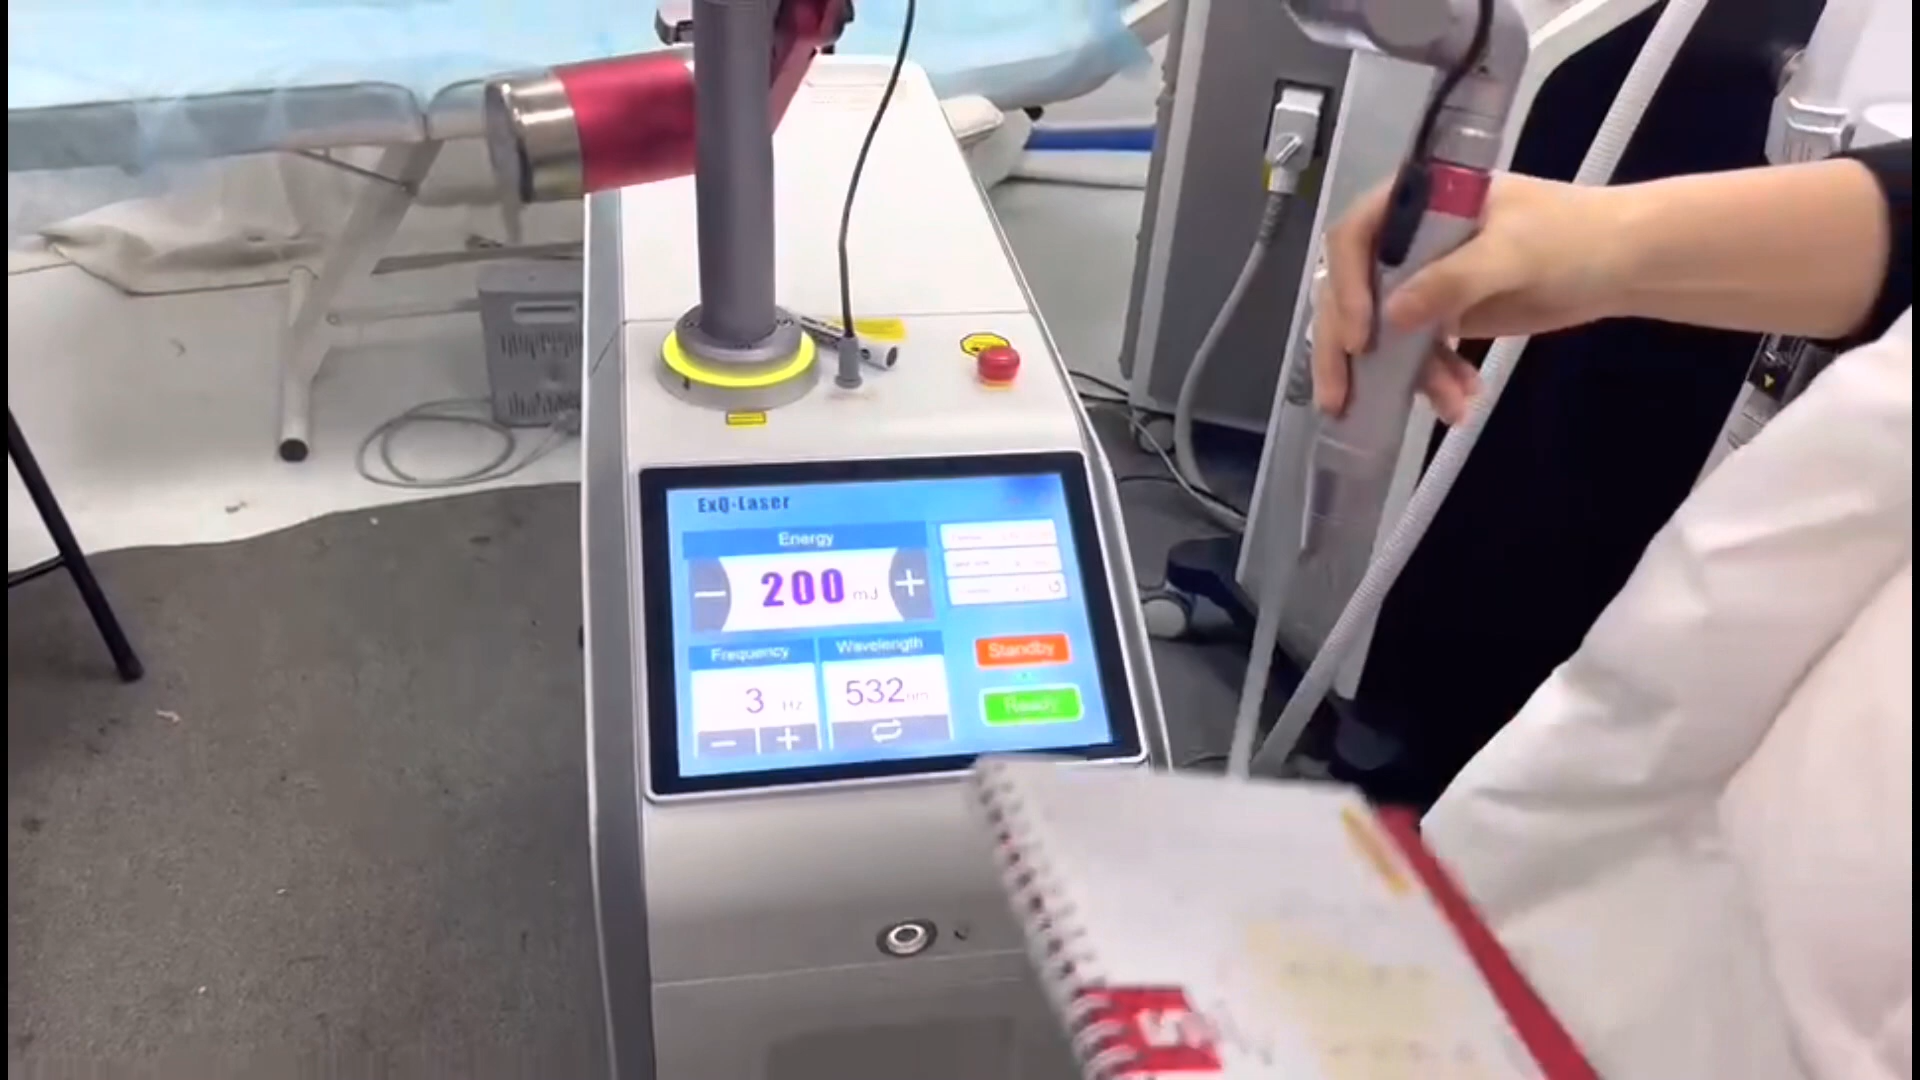 ExQ-Laser
Energy
200 mJ
Frequency
Wavelength
3 Hz
532 nm
Standby
Ready